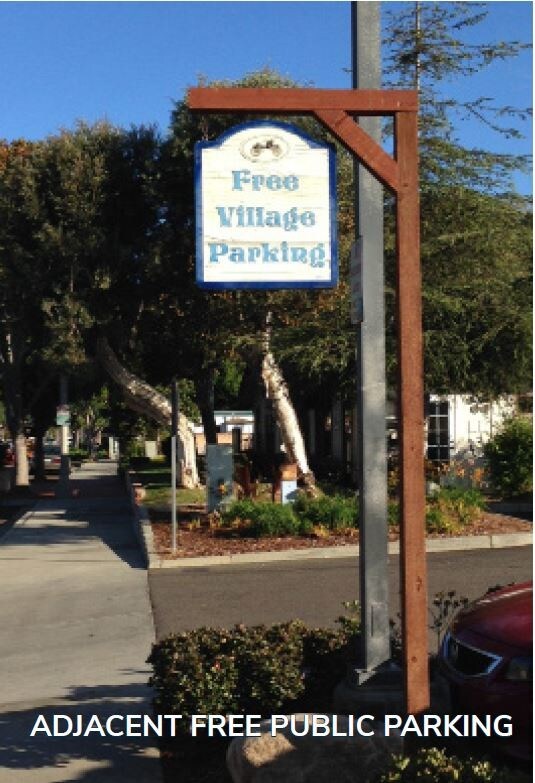 Free
Village
Parking
ADJACENT FREE PUBLIC PARKING